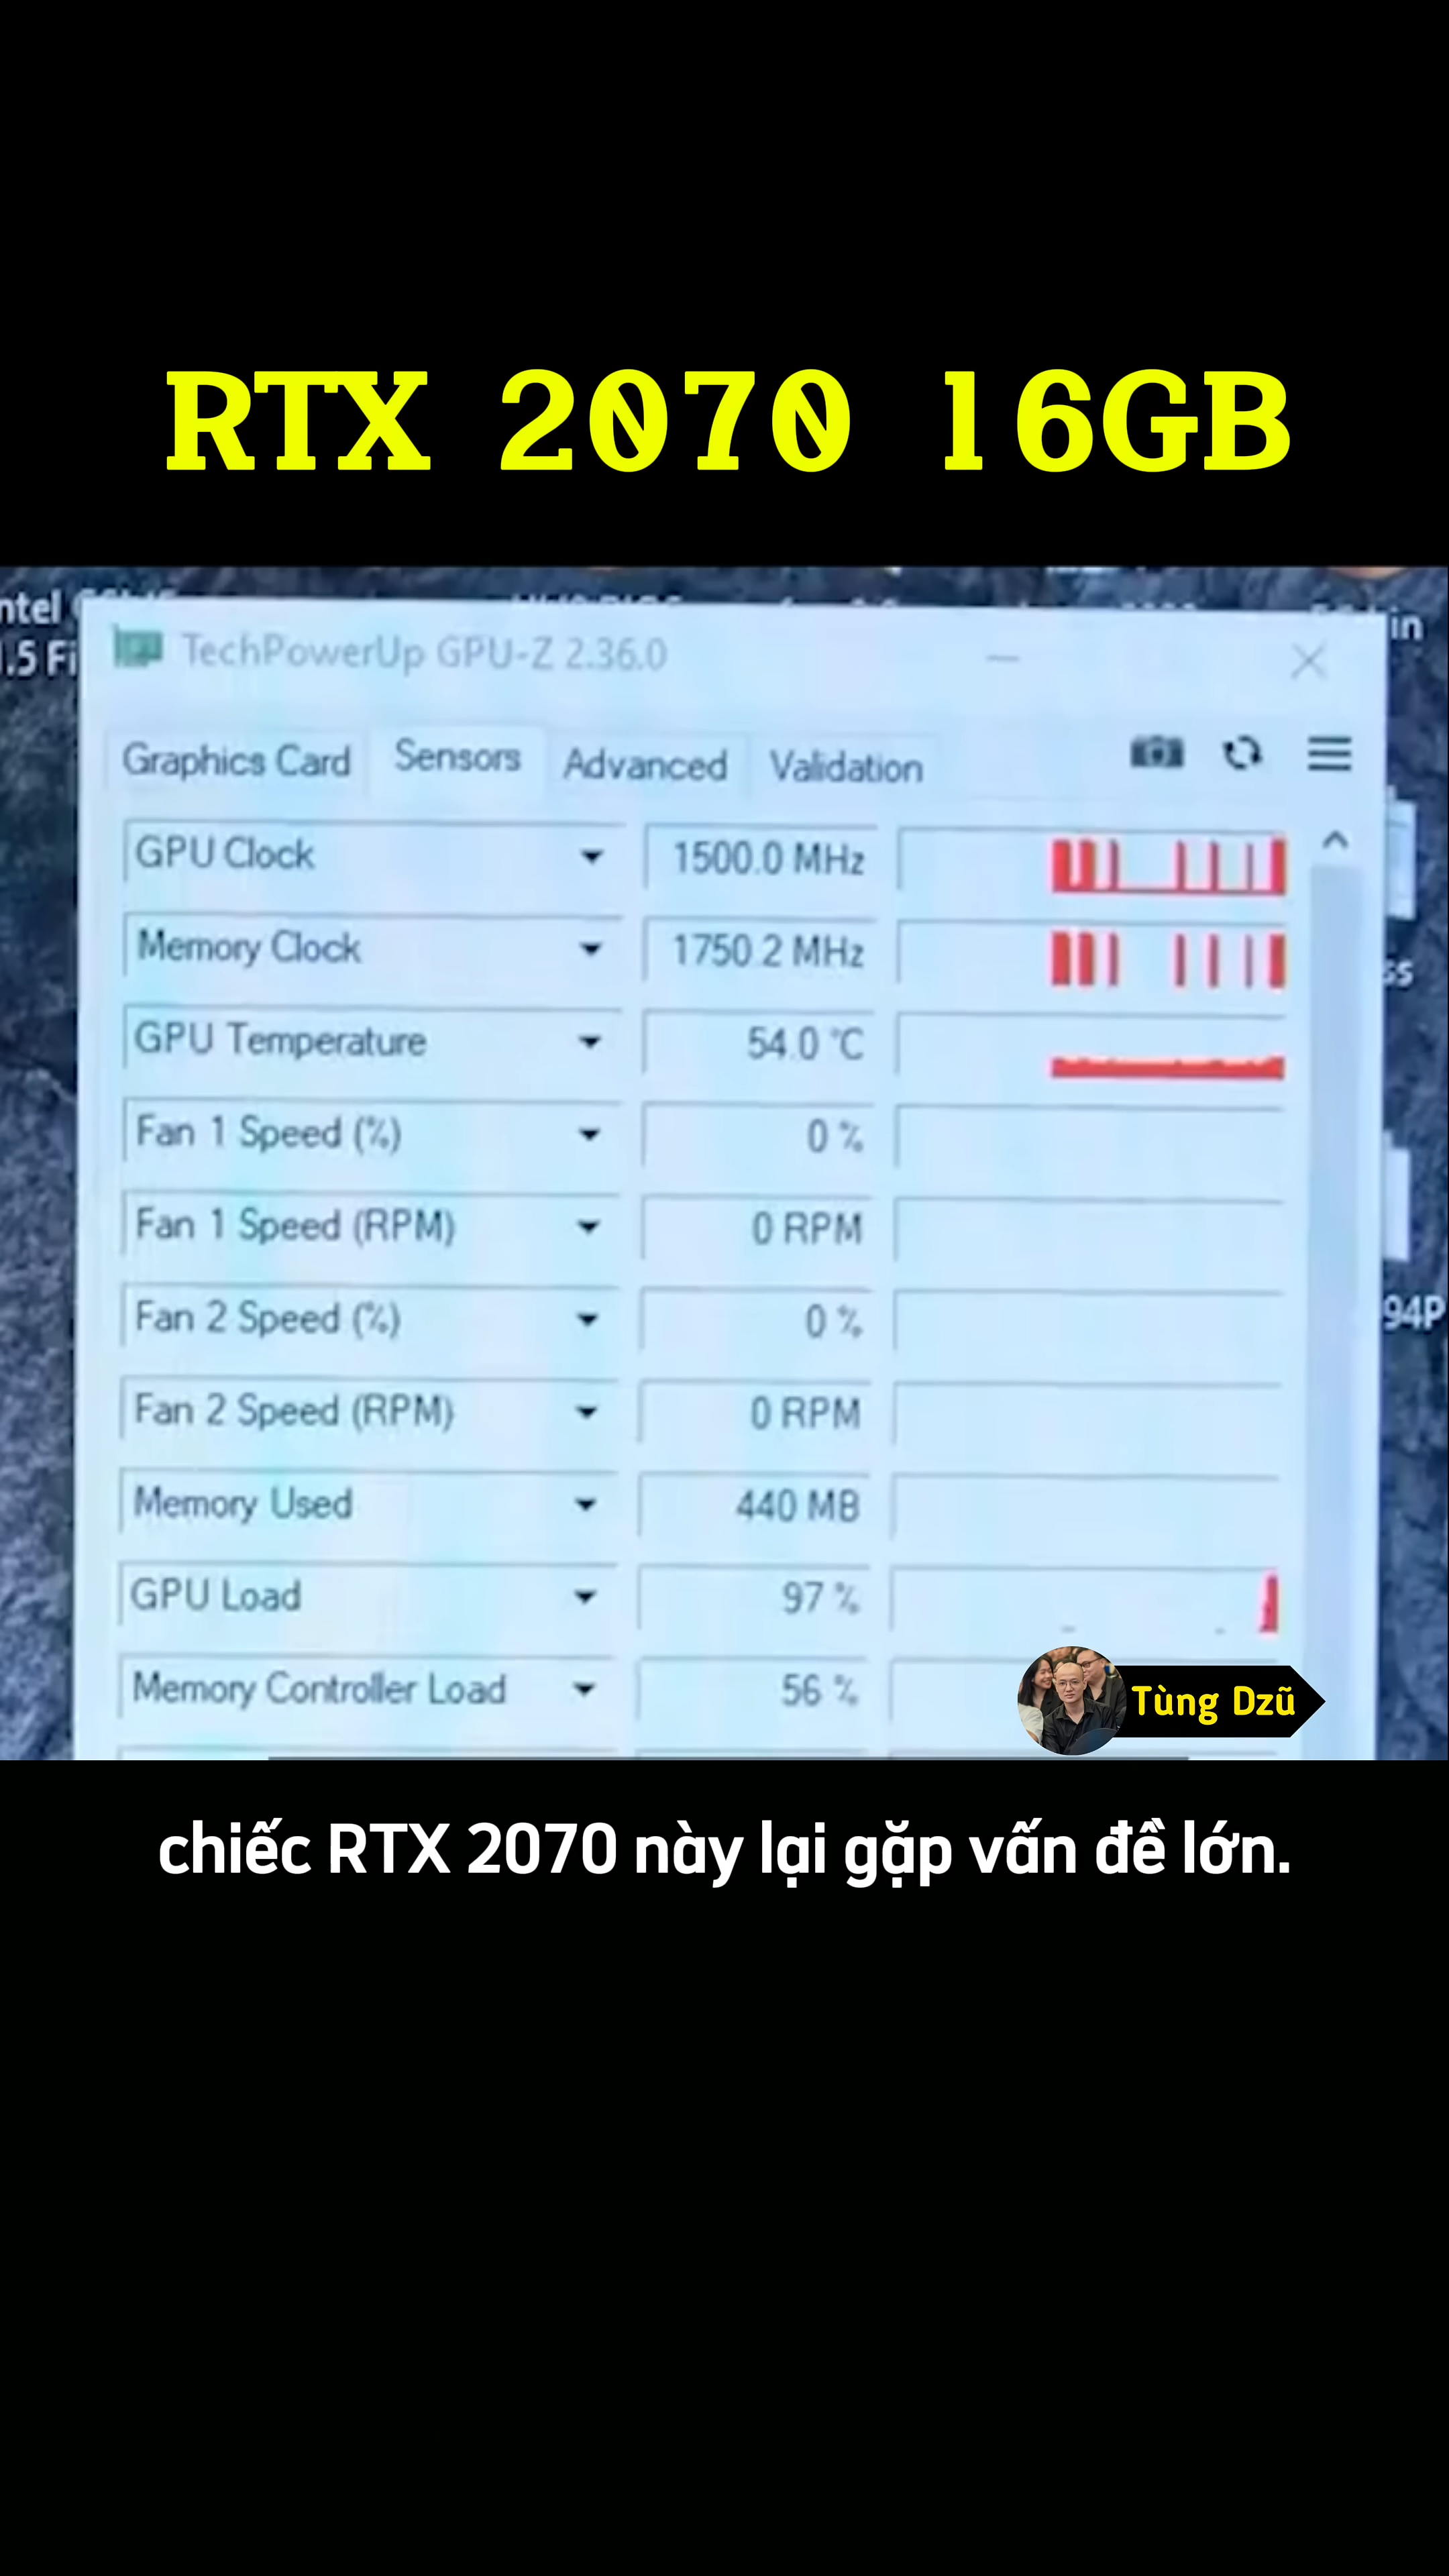 RTX 2070 16GB
TechPowerUp GPU-Z 2.36.0
Graphics Card Sensors Advanced Validation
GPU Clock 1500.0 MHz
Memory Clock 1750.2 MHz
GPU Temperature 54.0 °C
Fan 1 Speed (%) 0 %
Fan 1 Speed (RPM) 0 RPM
Fan 2 Speed (%) 0 %
Fan 2 Speed (RPM) 0 RPM
Memory Used 440 MB
GPU Load 97 %
Memory Controller Load 56 %
94P
Tùng Dzũ
chiếc RTX 2070 này lại gặp vấn đề lớn.